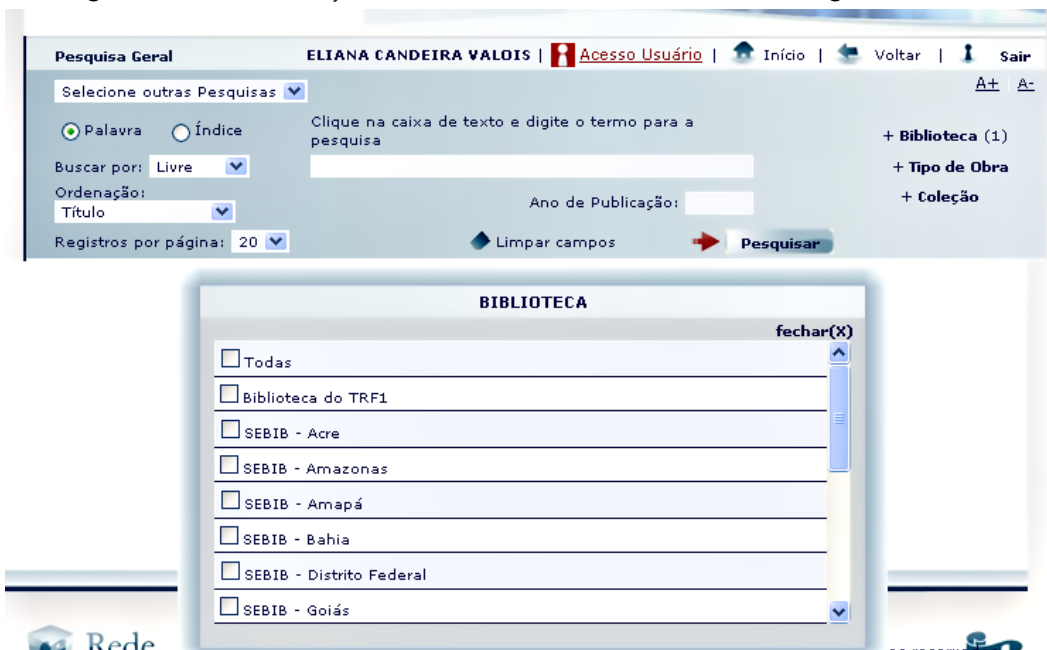 Pesquisa Geral ELIANA CANDEIRA VALOIS | Acesso Usuário | Início | Voltar | Sair
A+ A-
Selecione outras Pesquisas
Palavra Índice Clique na caixa de texto e digite o termo para a
pesquisa
+ Biblioteca (1)
Buscar por: Livre
+ Tipo de Obra
Ordenação:
Título
Ano de Publicação:
+ Coleção
Registros por página: 20 Limpar campos Pesquisar
BIBLIOTECA
fechar(X)
Todas
Biblioteca do TRF1
SEBIB - Acre
SEBIB - Amazonas
SEBIB - Amapá
SEBIB - Bahia
SEBIB - Distrito Federal
SEBIB - Goiás
Rede